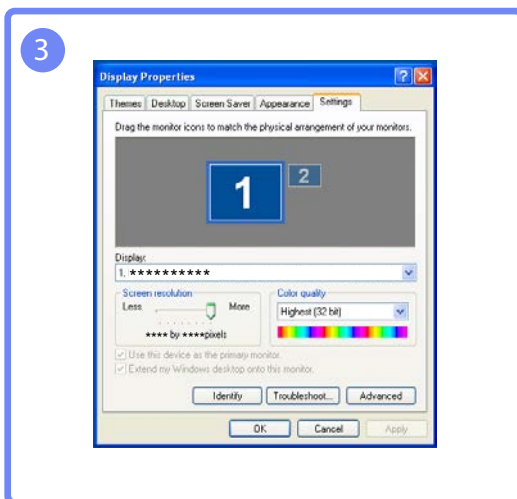 3
Display Properties
Themes Desktop Screen Saver Appearance Settings
Drag the monitor icons to match the physical arrangement of your monitors.
1 2
Display:
1. **********
Screen resolution
Less More
**** by ****pixels
Color quality
Highest (32 bit)
Use this device as the primary monitor.
Extend my Windows desktop onto this monitor.
Identify Troubleshoot... Advanced
OK Cancel Apply